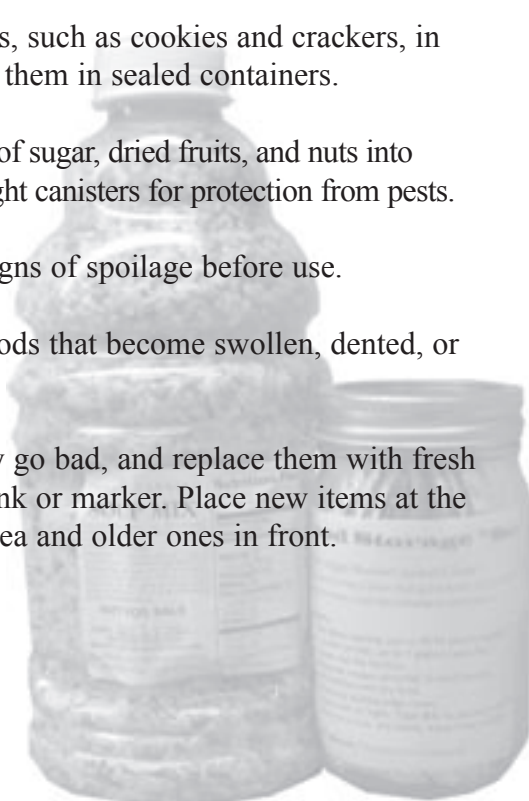 s, such as cookies and crackers, in
them in sealed containers.
of sugar, dried fruits, and nuts into
ght canisters for protection from pests.
igns of spoilage before use.
ods that become swollen, dented, or
y go bad, and replace them with fresh
ink or marker. Place new items at the
ea and older ones in front.